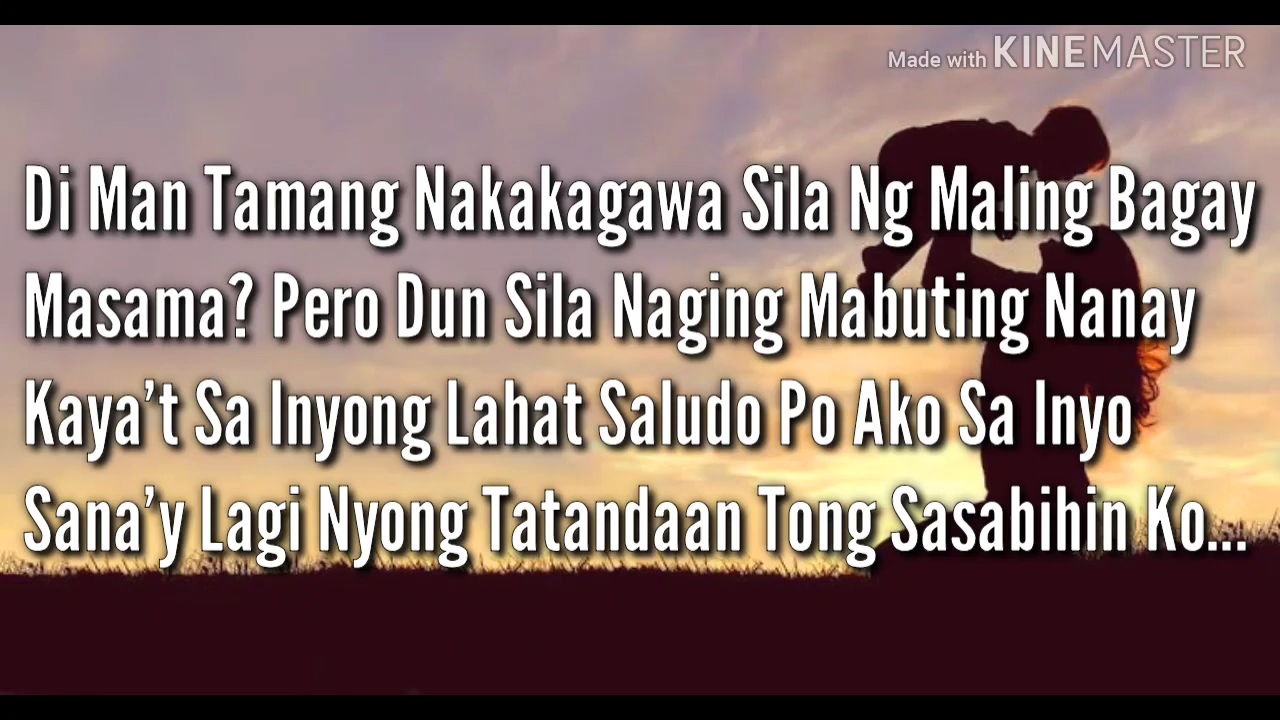 Made with KINEMASTER
Di Man Tamang Nakakagawa Sila Ng Maling Bagay
Masama? Pero Dun Sila Naging Mabuting Nanay
Kaya't Sa Inyong Lahat Saludo Po Ako Sa Inyo
Sana'y Lagi Nyong Tatandaan Tong Sasabihin Ko...